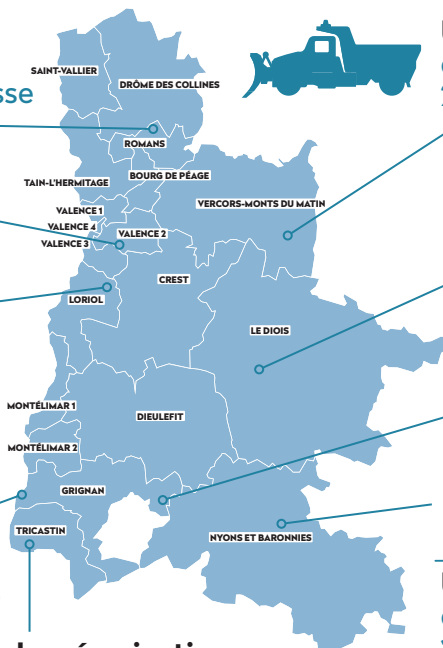 SAINT-VALLIER
DRÔME DES COLLINES
sse
ROMANS
BOURG DE PÉAGE
TAIN-L'HERMITAGE
VERCORS-MONTS DU MATIN
VALENCE 1
VALENCE 4
VALENCE 2
VALENCE 3
CREST
LORIOL
LE DIOIS
MONTÉLIMAR 1
DIEULEFIT
MONTÉLIMAR 2
GRIGNAN
TRICASTIN
NYONS ET BARONNIES